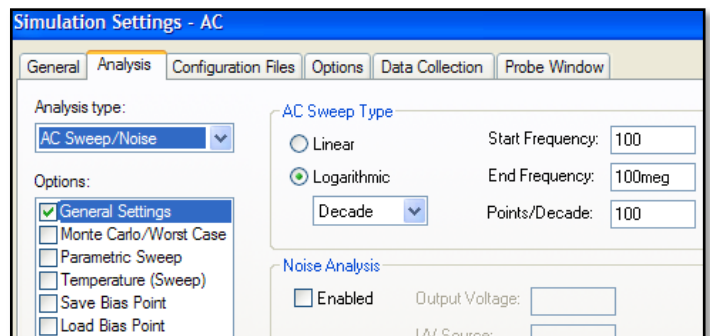 Simulation Settings - AC
General Analysis Configuration Files Options Data Collection Probe Window
Analysis type:
AC Sweep/Noise
Options:
General Settings
Monte Carlo/Worst Case
Parametric Sweep
Temperature (Sweep)
Save Bias Point
Load Bias Point
AC Sweep Type
Linear
Logarithmic
Decade
Start Frequency: 100
End Frequency: 100meg
Points/Decade: 100
Noise Analysis
Enabled
Output Voltage:
I/V Source: